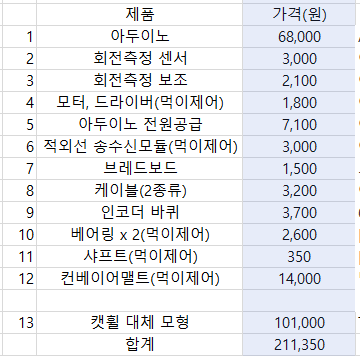 제품 가격(원)
1 아두이노 68,000
2 회전측정 센서 3,000
3 회전측정 보조 2,100
4 모터, 드라이버(먹이제어) 1,800
5 아두이노 전원공급 7,100
6 적외선 송수신모듈(먹이제어) 3,000
7 브레드보드 1,500
8 케이블(2종류) 3,200
9 인코더 바퀴 3,700
10 베어링 x 2(먹이제어) 2,600
11 샤프트(먹이제어) 350
12 컨베이어맬트(먹이제어) 14,000
13 캣휠 대체 모형 101,000
합계 211,350